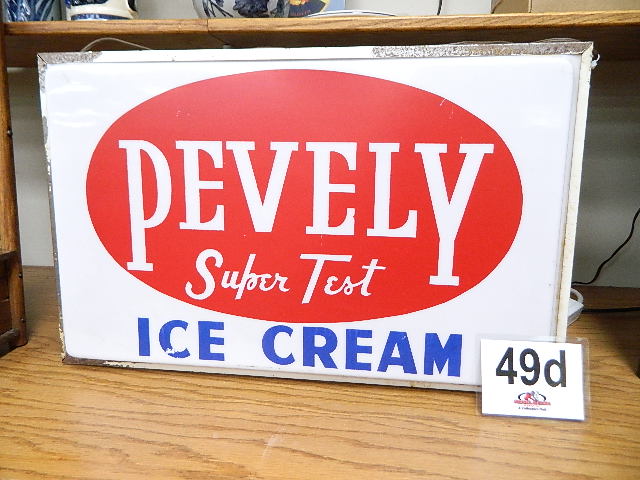 PEVELY
Super Test
ICE CREAM
49d